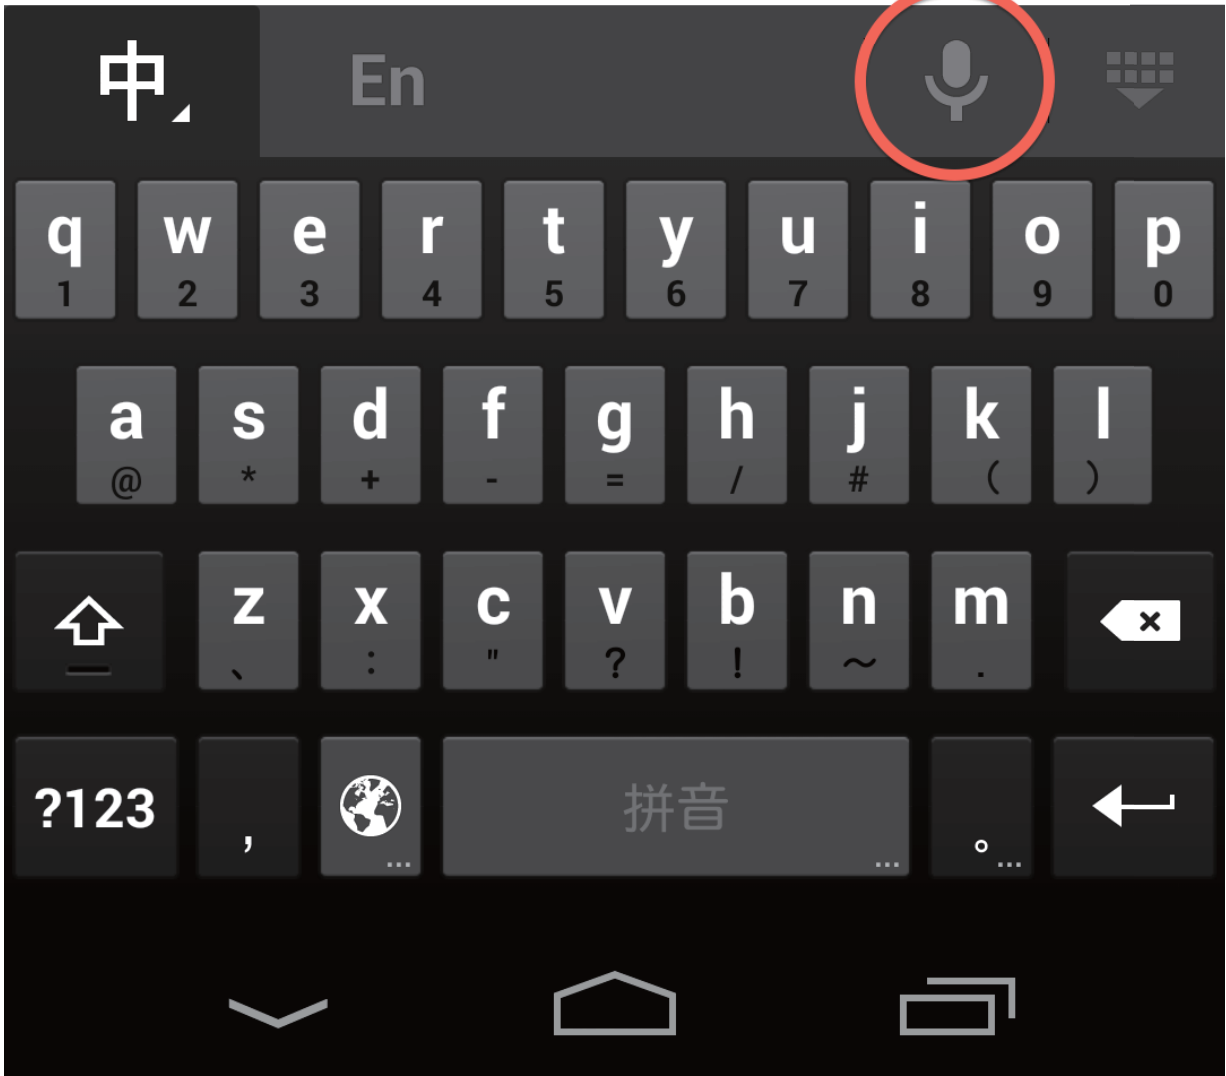 中 En
q w e r t y u i o p
1 2 3 4 5 6 7 8 9 0
a s d f g h j k l
@ * + - = / # ( )
z x c v b n m
、 : " ? ! ～ .
?123 , 拼音 。